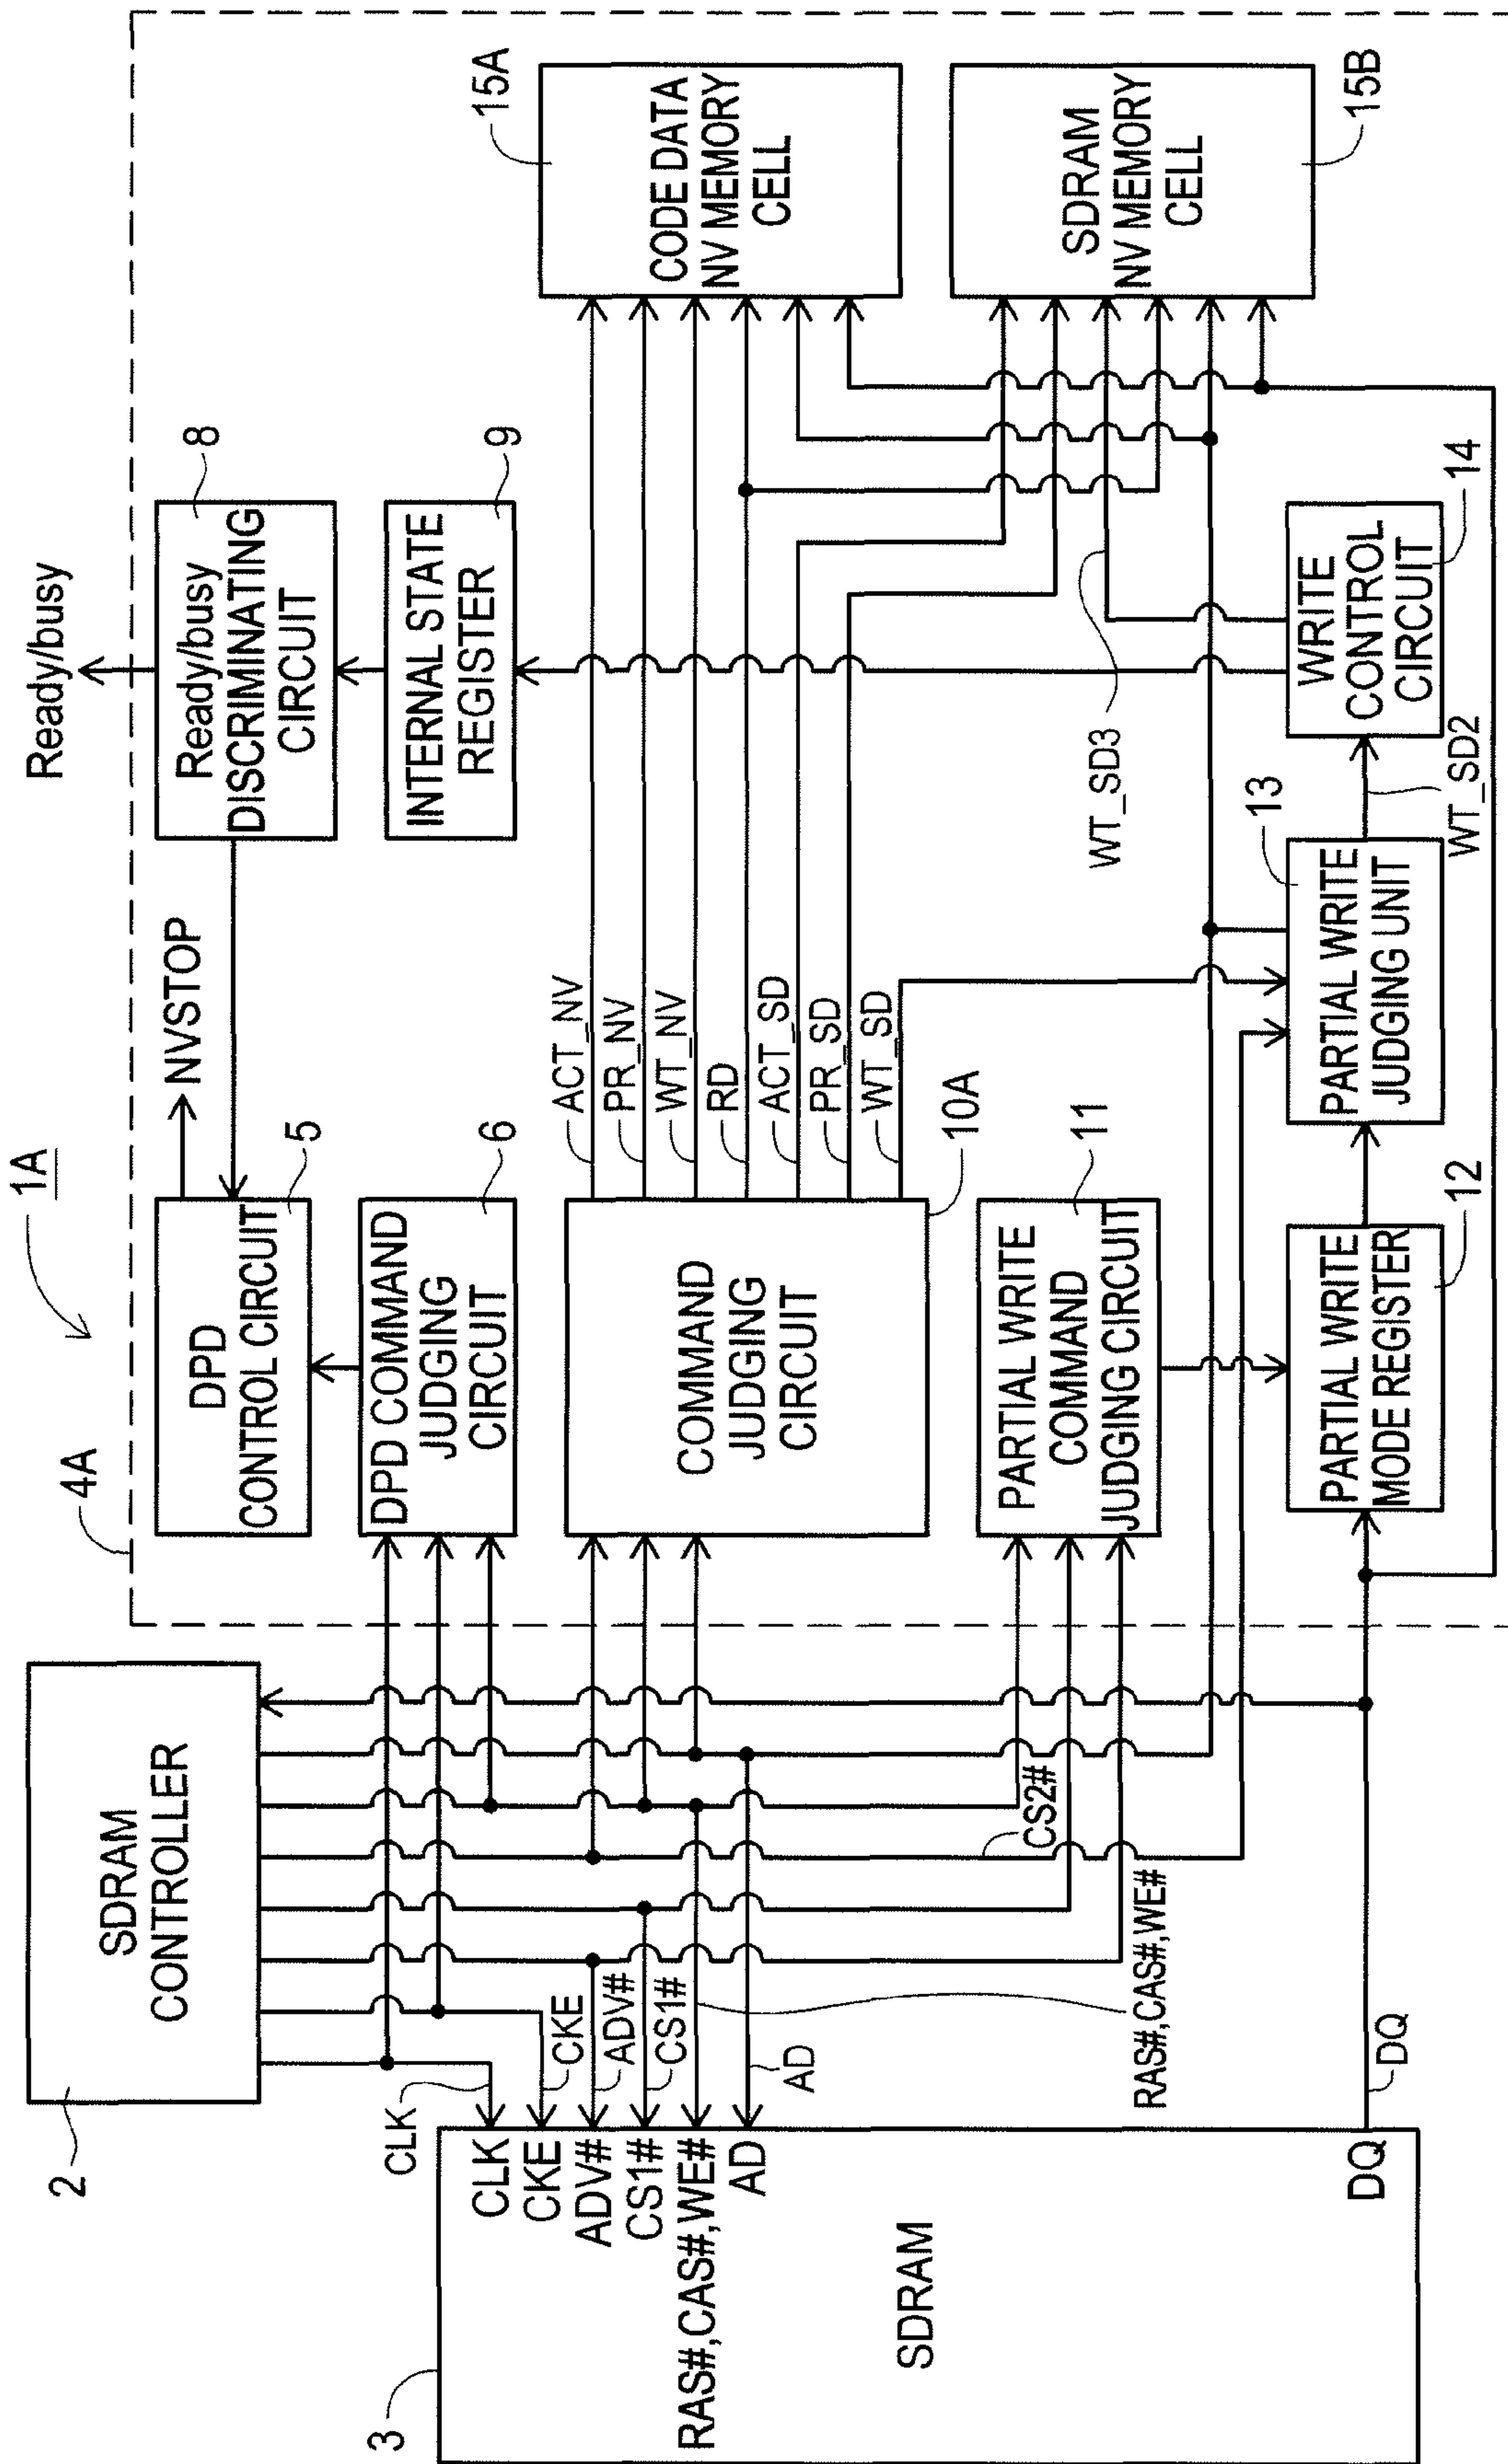 1A
4A
Ready/busy
SDRAM
CONTROLLER
2
DPD
CONTROL CIRCUIT
5
NVSTOP
Ready/busy
DISCRIMINATING
CIRCUIT
8
DPD COMMAND
JUDGING
CIRCUIT
6
INTERNAL STATE
REGISTER
9
CLK
CKE
ADV#
CS1#
AD
RAS#,CAS#,WE#
CS2#
3
CLK
CKE
ADV#
CS1#
RAS#,CAS#,WE#
AD
SDRAM
DQ
DQ
COMMAND
JUDGING
CIRCUIT
10A
ACT_NV
PR_NV
WT_NV
RD
ACT_SD
PR_SD
WT_SD
CODE DATA
NV MEMORY
CELL
15A
PARTIAL WRITE
COMMAND
JUDGING CIRCUIT
11
SDRAM
NV MEMORY
CELL
15B
PARTIAL WRITE
MODE REGISTER
12
PARTIAL WRITE
JUDGING UNIT
13
WT_SD2
WT_SD3
WRITE
CONTROL
CIRCUIT
14